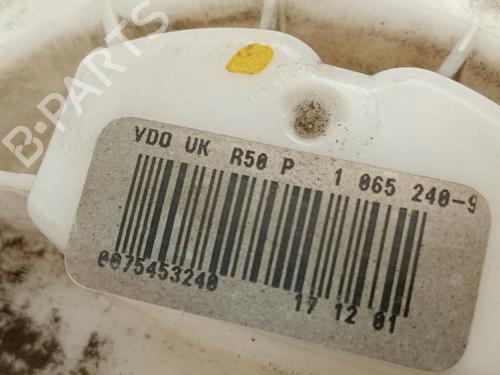 B-PARTS
VDO UK R50 P 1 065 240-9
0075453240
17 12 01